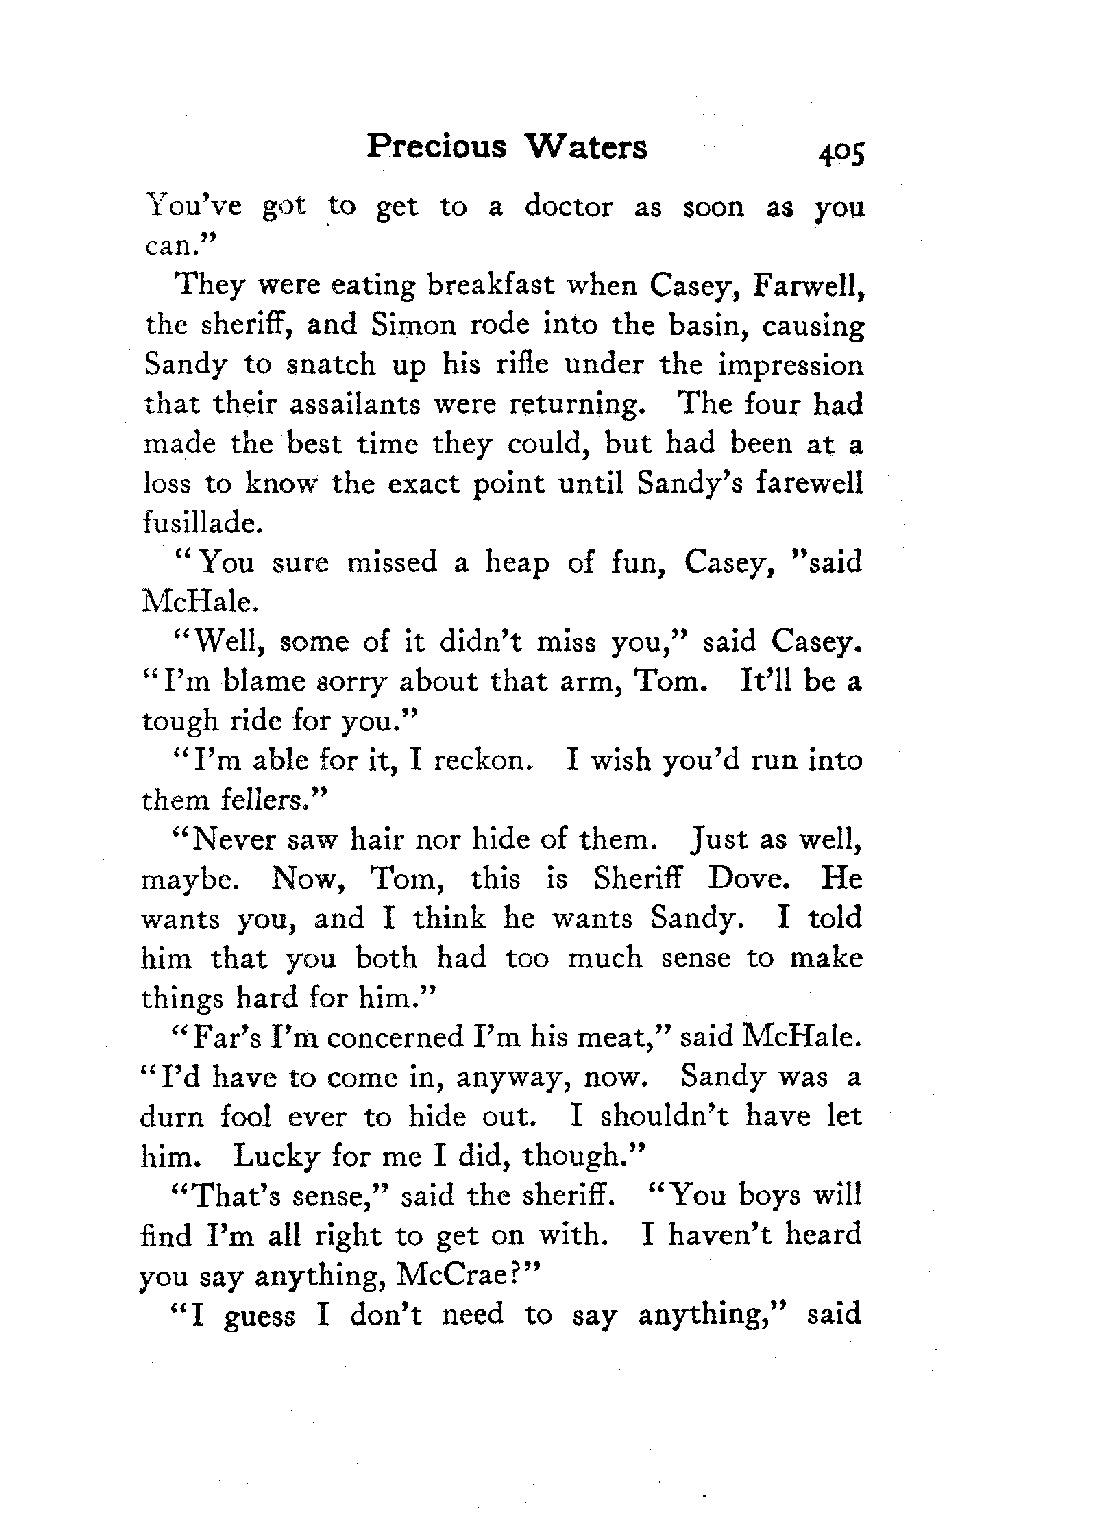 Precious Waters 405
You've got to get to a doctor as soon as you
can."
They were eating breakfast when Casey, Farwell,
the sheriff, and Simon rode into the basin, causing
Sandy to snatch up his rifle under the impression
that their assailants were returning. The four had
made the best time they could, but had been at a
loss to know the exact point until Sandy's farewell
fusillade.
"You sure missed a heap of fun, Casey, "said
McHale.
"Well, some of it didn't miss you," said Casey.
"I'm blame sorry about that arm, Tom. It'll be a
tough ride for you."
"I'm able for it, I reckon. I wish you'd run into
them fellers."
"Never saw hair nor hide of them. Just as well,
maybe. Now, Tom, this is Sheriff Dove. He
wants you, and I think he wants Sandy. I told
him that you both had too much sense to make
things hard for him."
"Far's I'm concerned I'm his meat," said McHale.
"I'd have to come in, anyway, now. Sandy was a
durn fool ever to hide out. I shouldn't have let
him. Lucky for me I did, though."
"That's sense," said the sheriff. "You boys will
find I'm all right to get on with. I haven't heard
you say anything, McCrae?"
"I guess I don't need to say anything," said